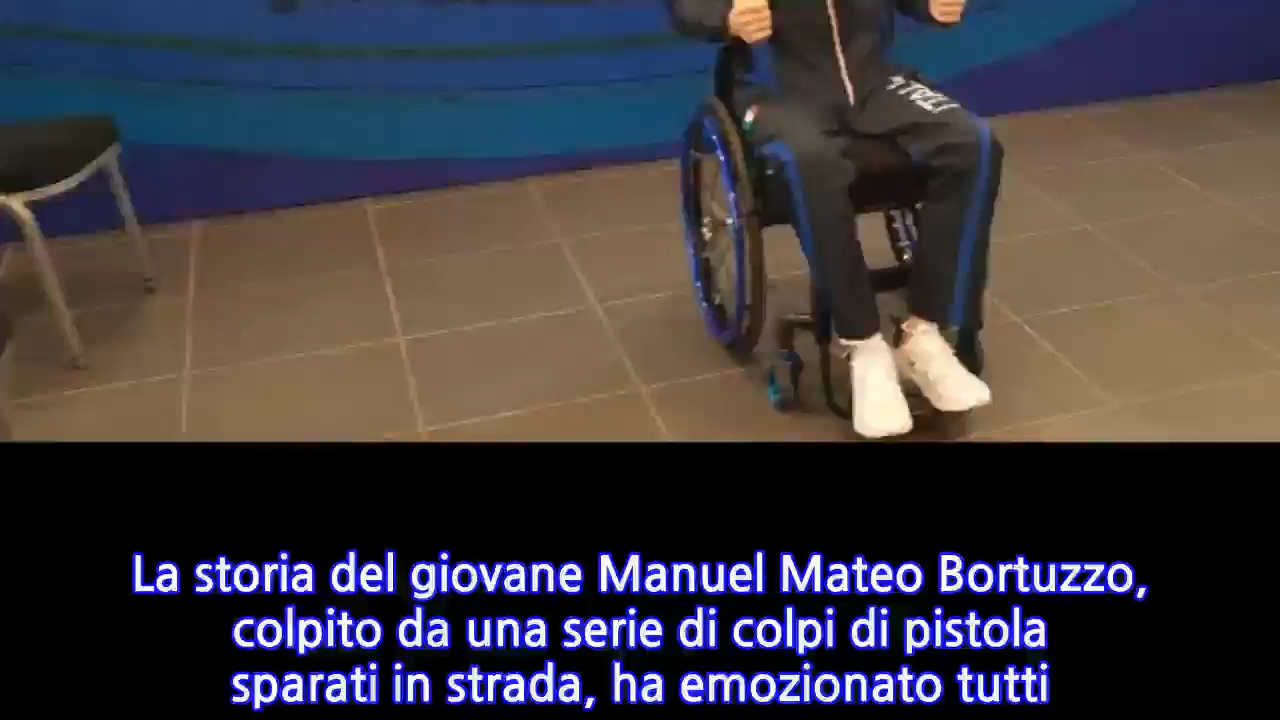 ITALI
La storia del giovane Manuel Mateo Bortuzzo,
colpito da una serie di colpi di pistola
sparati in strada, ha emozionato tutti